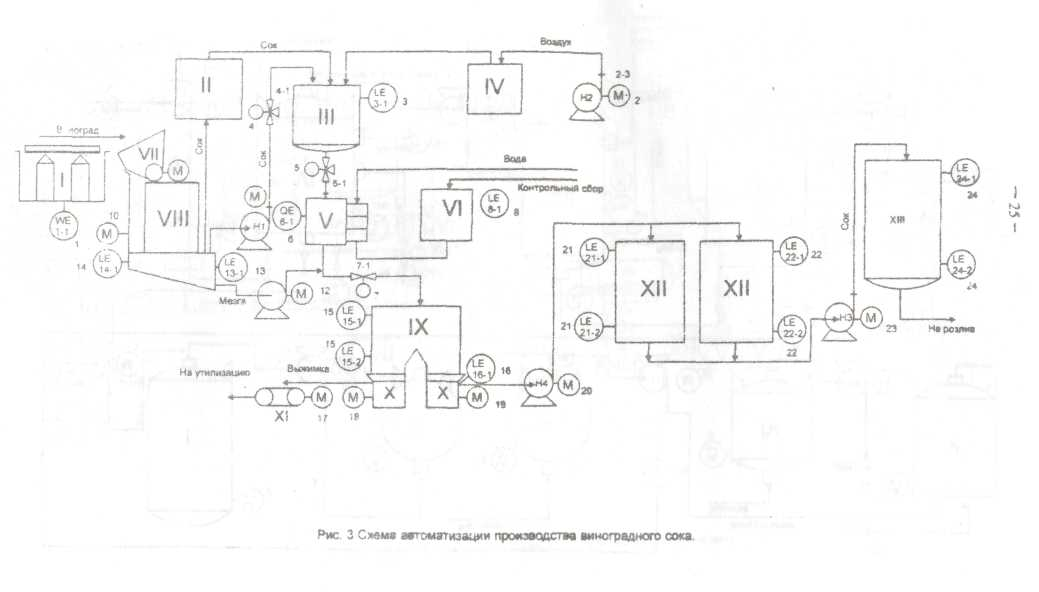 Сок
Воздух
II
IV
2-3
H2
M
2
4-1
4
LE
3-1
3
III
Виноград
VII
M
I
VIII
Сок
Сок
5
5-1
Вода
Контрольный сбор
WE
1-1
1
10
M
M
H1
QE
6-1
6
V
VI
LE
8-1
8
7-1
14
LE
14-1
LE
13-1
13
Мезга
M
12
15
LE
15-1
IX
15
LE
15-2
LE
16-1
16
На утилизацию
Выжимка
XI
M
17
M
18
X
X
M
19
H4
M
20
21
LE
21-1
XII
XII
LE
22-1
22
21
LE
21-2
LE
22-2
22
Сок
XIII
LE
24-1
24
LE
24-2
24
H3
M
23
На розлив
— 25 —
Рис. 3 Схема автоматизации производства виноградного сока.